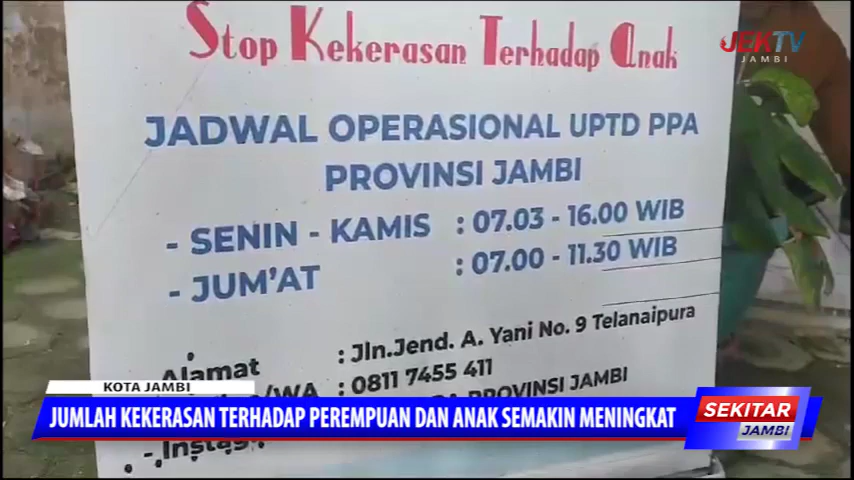 Stop Kekerasan Terhadap Anak
JEKTV
JAMBI
JADWAL OPERASIONAL UPTD PPA
PROVINSI JAMBI
- SENIN - KAMIS : 07.03 - 16.00 WIB
- JUM'AT : 07.00 - 11.30 WIB
Alamat : Jln.Jend. A. Yani No. 9 Telanaipura
/WA : 0811 7455 411
PROVINSI JAMBI
KOTA JAMBI
JUMLAH KEKERASAN TERHADAP PEREMPUAN DAN ANAK SEMAKIN MENINGKAT
SEKITAR
JAMBI